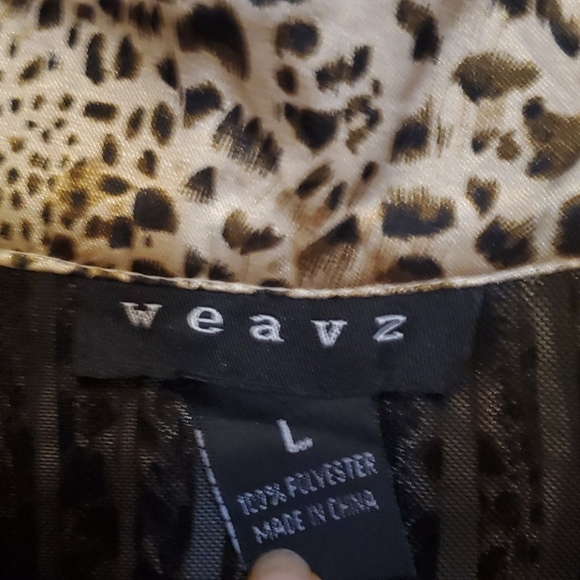 weavz
L
100% POLYESTER
MADE IN CHINA